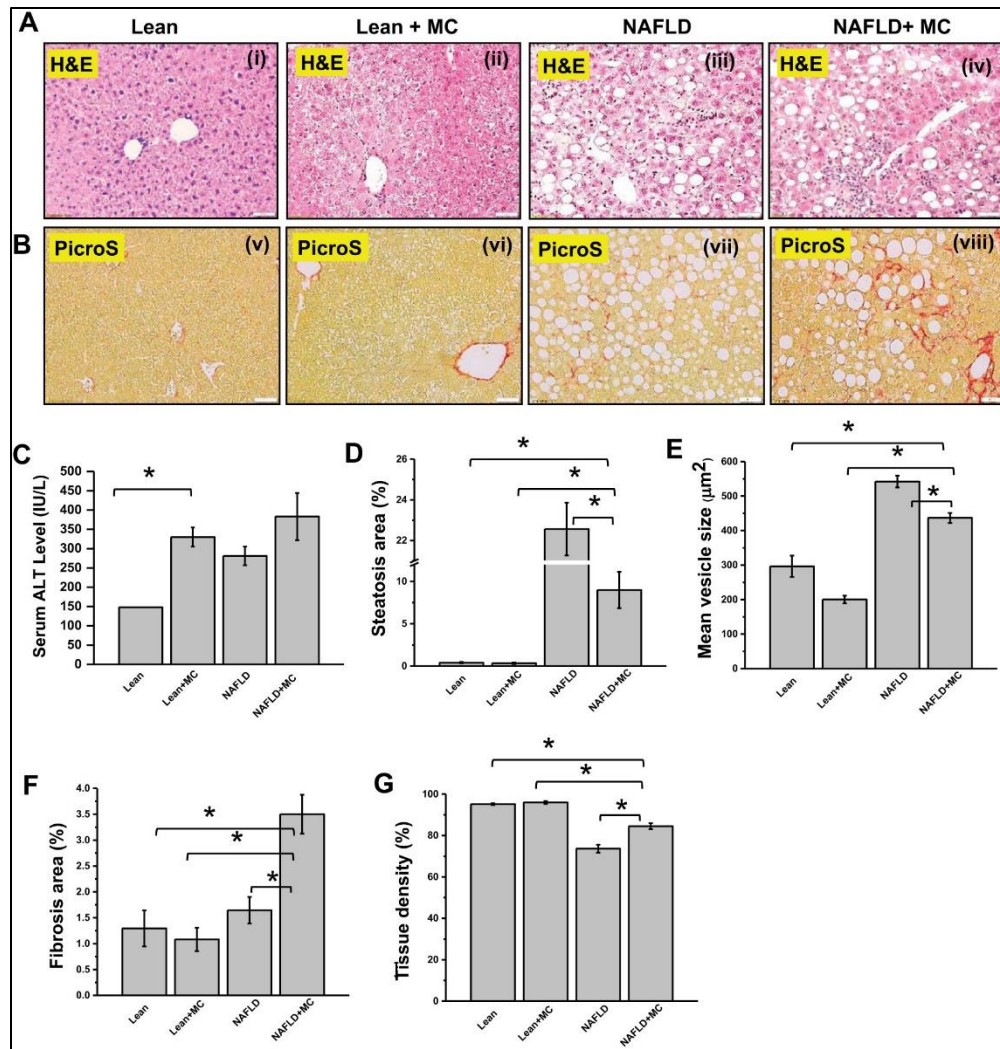 A Lean Lean + MC NAFLD NAFLD+ MC
H&E (i) H&E (ii) H&E (iii) H&E (iv)
B PicroS (v) PicroS (vi) PicroS (vii) PicroS (viii)
C
Serum ALT Level (IU/L)
500
450
400
350
300
250
200
150
100
50
0
*
Lean Lean+MC NAFLD NAFLD+MC
D
Steatosis area (%)
26
24
22
10
5
0
*
*
*
Lean Lean+MC NAFLD NAFLD+MC
E
Mean vesicle size (µm2)
600
500
400
300
200
100
0
*
*
*
Lean Lean+MC NAFLD NAFLD+MC
F
Fibrosis area (%)
4.0
3.5
3.0
2.5
2.0
1.5
1.0
0.5
0.0
*
*
*
Lean Lean+MC NAFLD NAFLD+MC
G
Tissue density (%)
100
80
60
40
20
0
*
*
*
Lean Lean+MC NAFLD NAFLD+MC